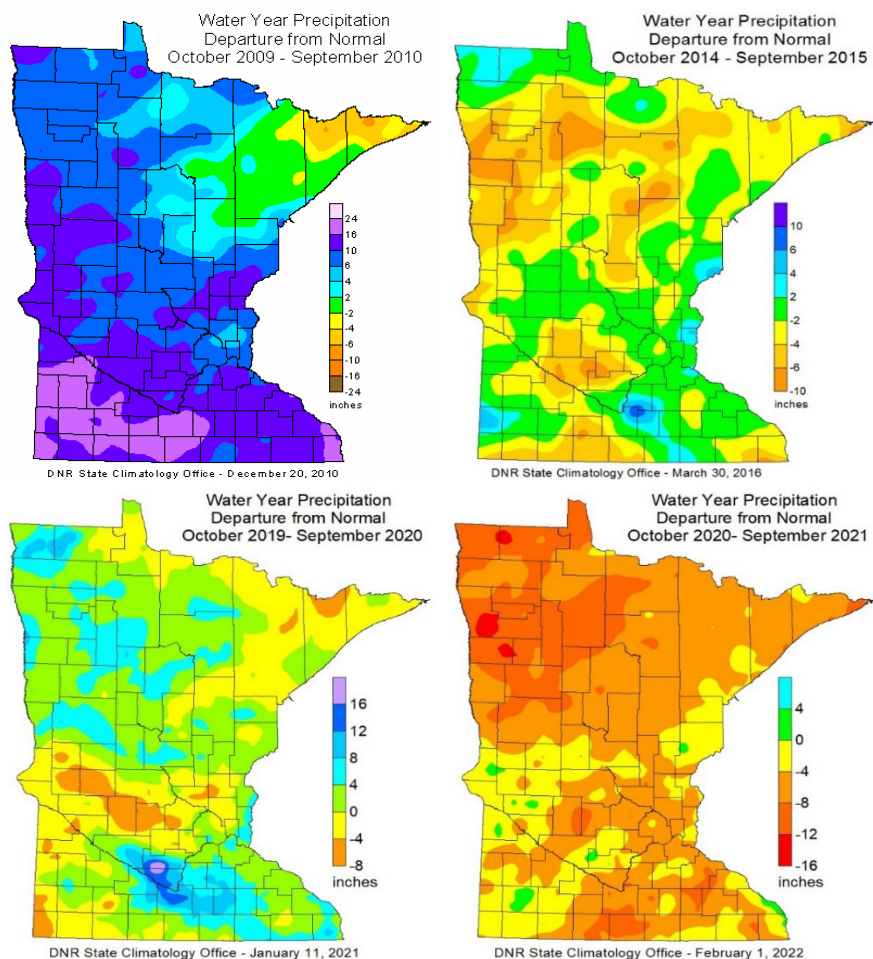 Water Year Precipitation
Departure from Normal
October 2009 - September 2010
24
16
10
6
4
2
-2
-4
-6
-10
-16
-24
inches
DNR State Climatology Office - December 20, 2010
Water Year Precipitation
Departure from Normal
October 2014 - September 2015
10
6
4
2
-2
-4
-6
-10
inches
DNR State Climatology Office - March 30, 2016
Water Year Precipitation
Departure from Normal
October 2019- September 2020
16
12
8
4
0
-4
-8
inches
DNR State Climatology Office - January 11, 2021
Water Year Precipitation
Departure from Normal
October 2020- September 2021
4
0
-4
-8
-12
-16
inches
DNR State Climatology Office - February 1, 2022